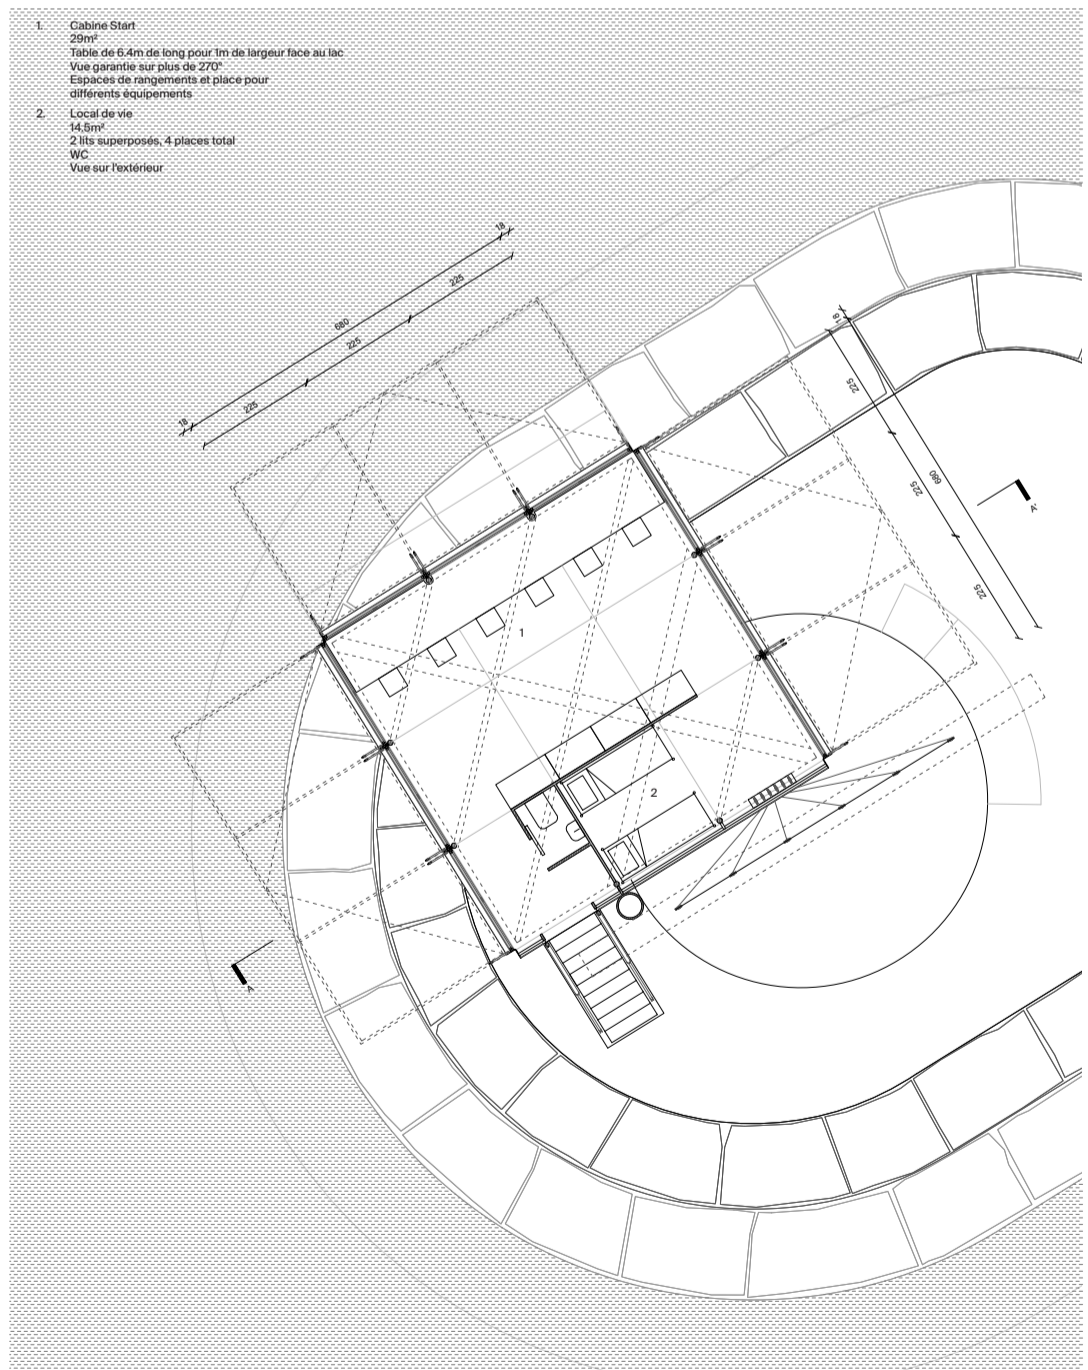 1. Cabine Start
29m²
Table de 6.4m de long pour 1m de largeur face au lac
Vue garantie sur plus de 270°
Espaces de rangements et place pour
différents équipements
2. Local de vie
14.5m²
2 lits superposés, 4 places total
WC
Vue sur l'extérieur
18
680
18
225
225
225
18
225
680
225
225
A'
1
2
A